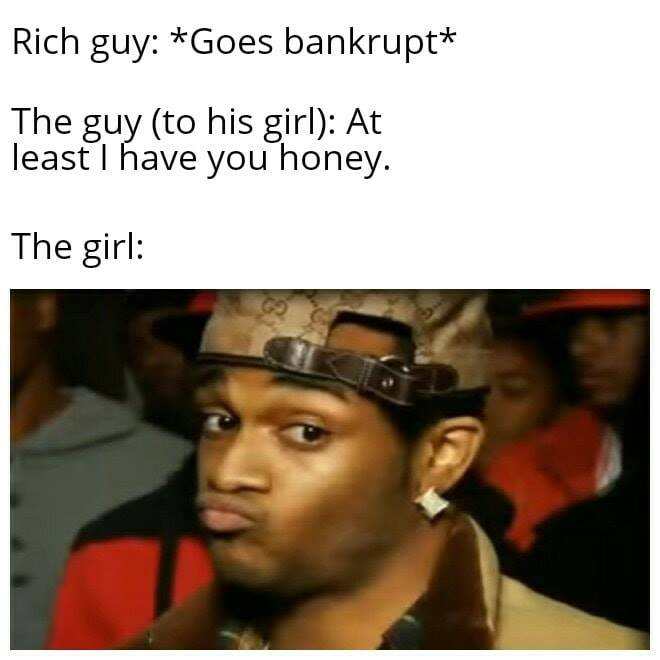 Rich guy: *Goes bankrupt*
The guy (to his girl): At
least I have you honey.
The girl: